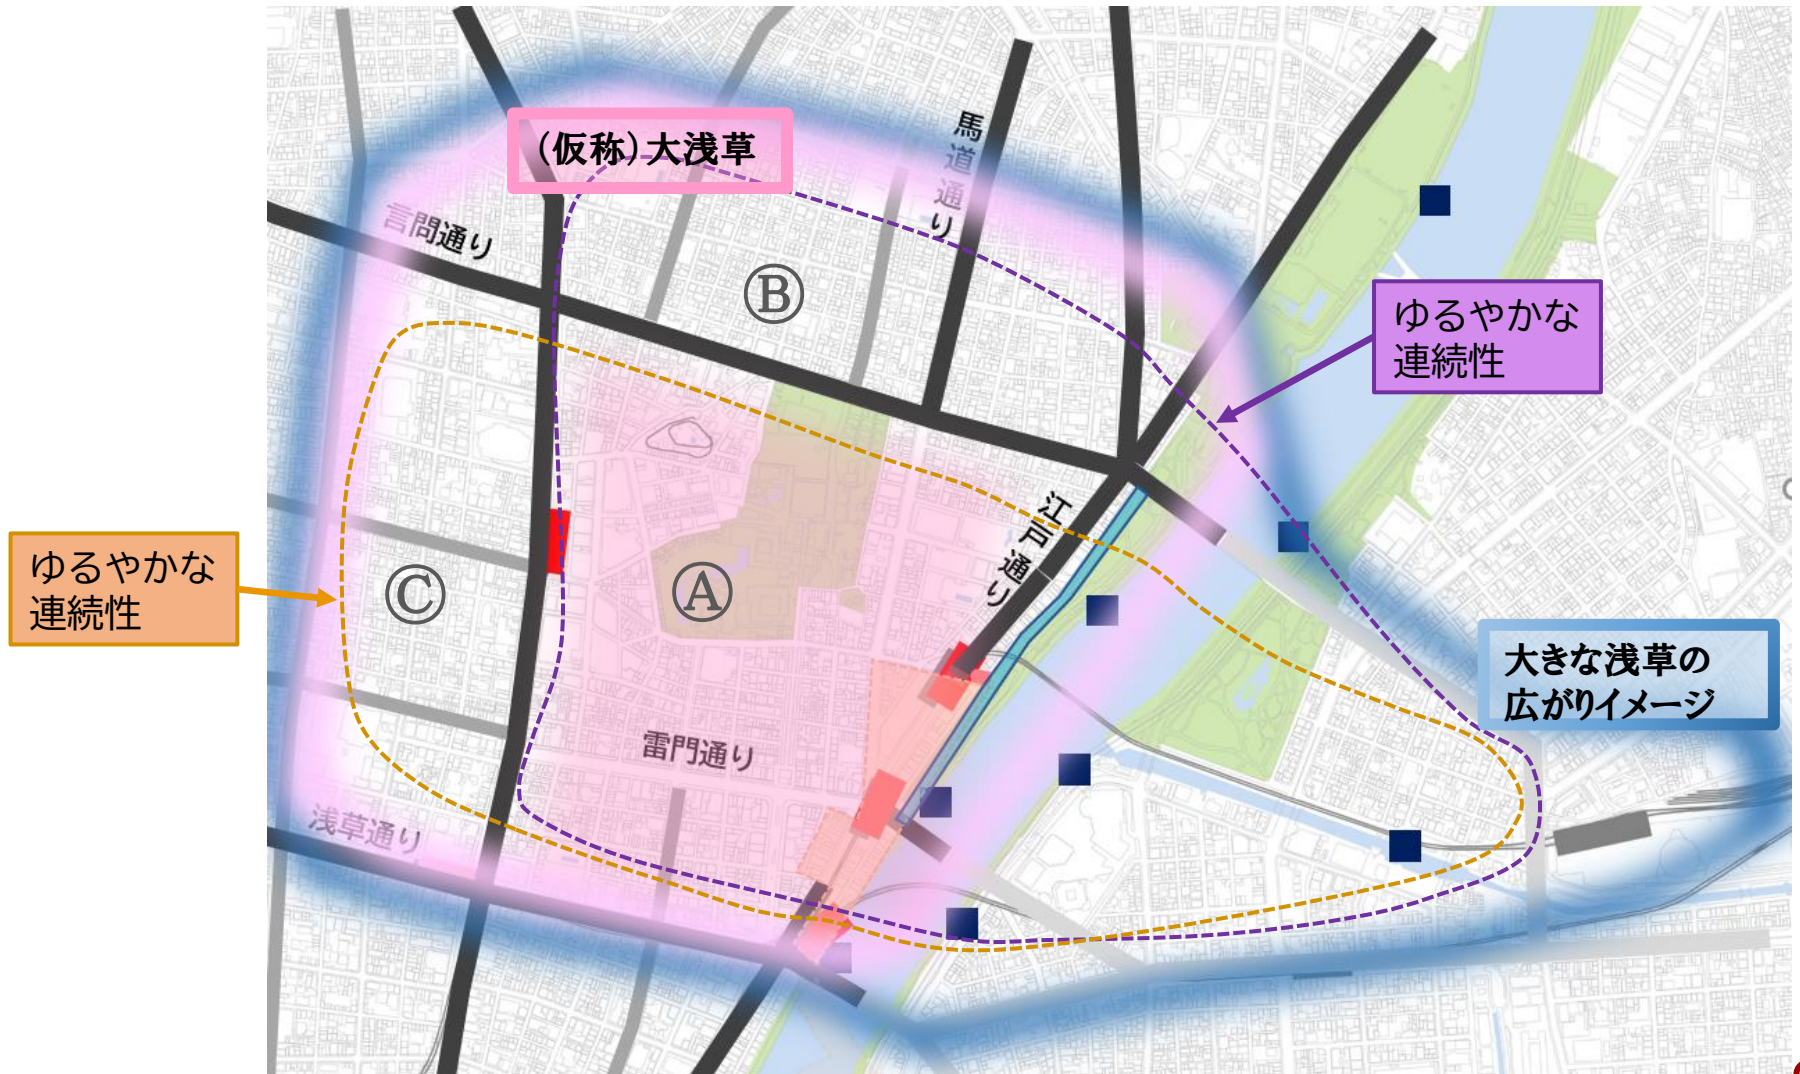 (仮称)大浅草
馬道通り
言問通り
Ⓑ
ゆるやかな
連続性
江戸通り
ゆるやかな
連続性
Ⓒ
Ⓐ
大きな浅草の
広がりイメージ
雷門通り
浅草通り